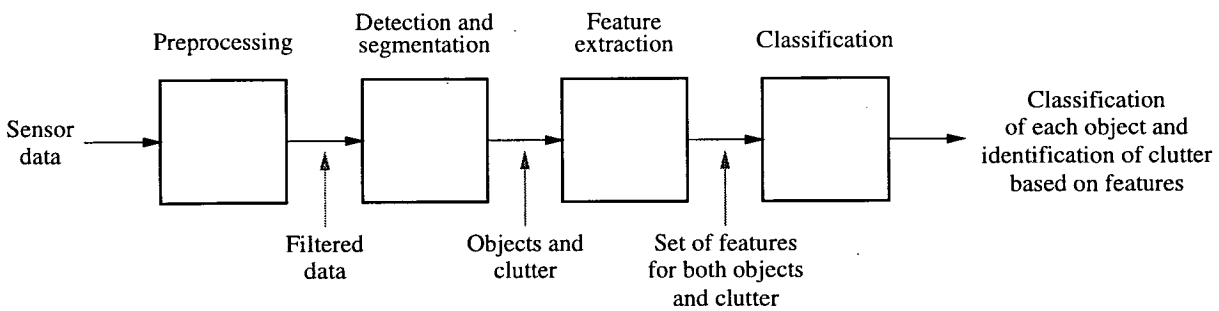 Preprocessing
Detection and
segmentation
Feature
extraction
Classification
Sensor
data
Classification
of each object and
identification of clutter
based on features
Filtered
data
Objects and
clutter
Set of features
for both objects
and clutter